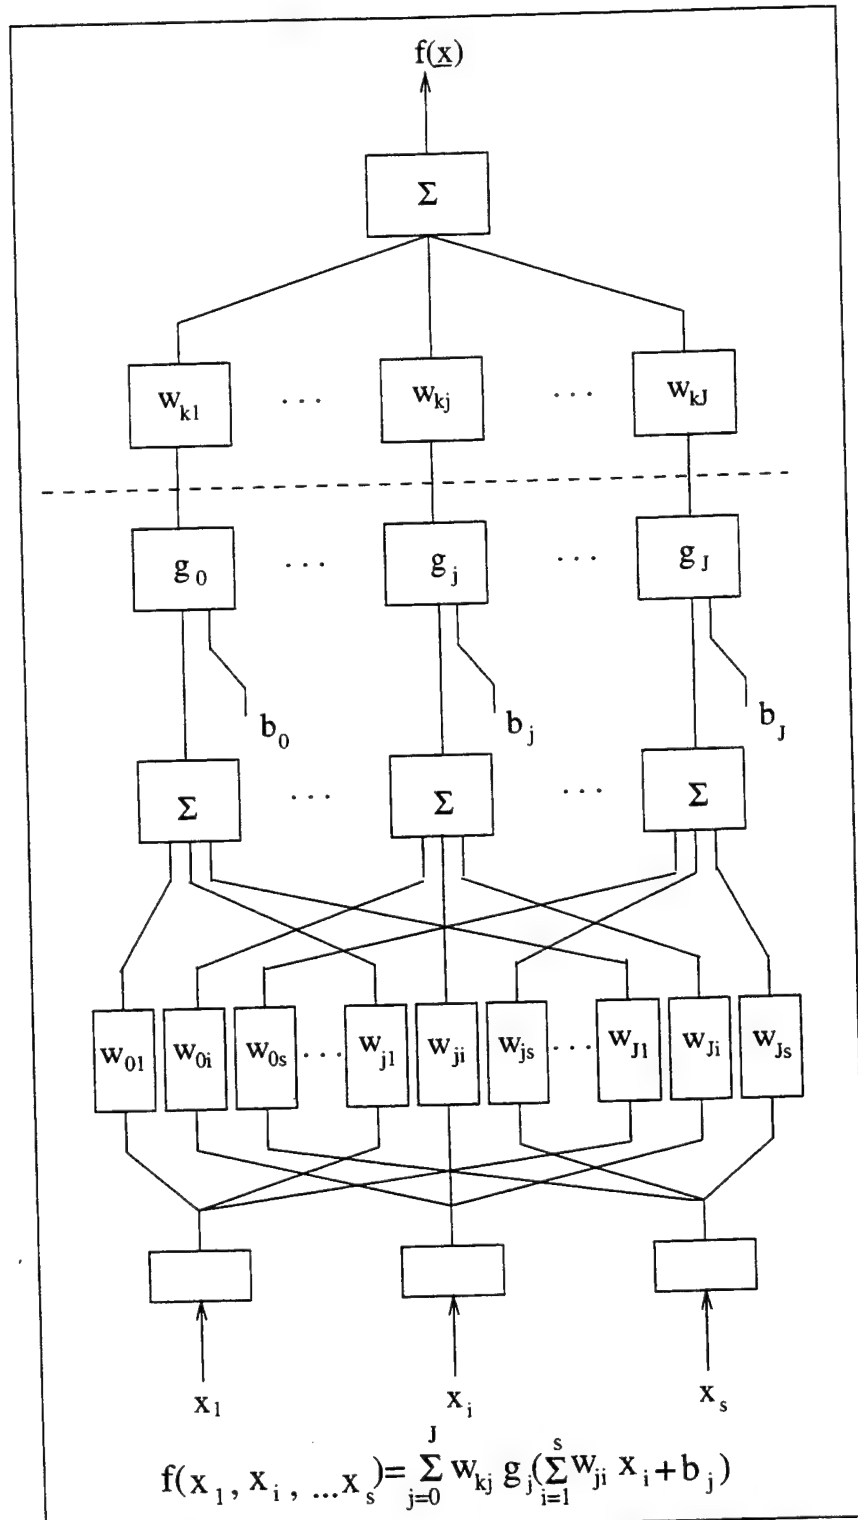 f(x)
Σ
w_k1 ... w_kj ... w_kJ
g_0 ... g_j ... g_J
b_0 b_j b_J
Σ ... Σ ... Σ
w_01 w_0i w_0s ... w_j1 w_ji w_js ... w_J1 w_Ji w_Js
x_1 x_i x_s
f(x_1, x_i, ...x_s)= Σ_{j=0}^{J} w_kj g_j(Σ_{i=1}^{s} w_ji x_i + b_j)